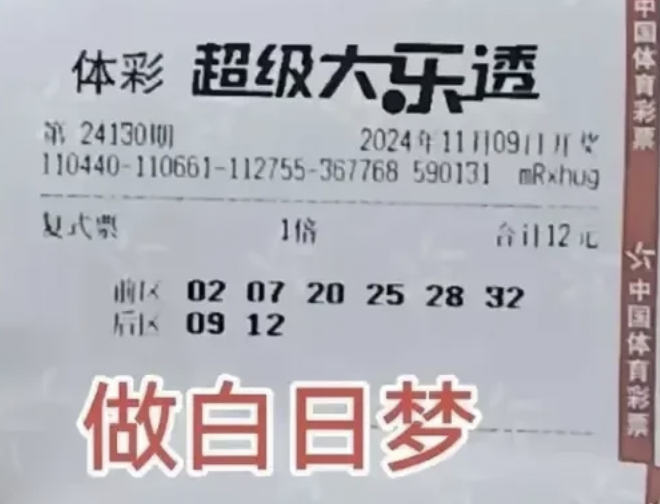 体彩 超级大乐透
第 24130期 2024年11月09日开奖
110440-110661-112755-367768 590131 mRxhug
复式票 1倍 合计12元
前区 02 07 20 25 28 32
后区 09 12
做白日梦
中国体育彩票
中国体育彩票